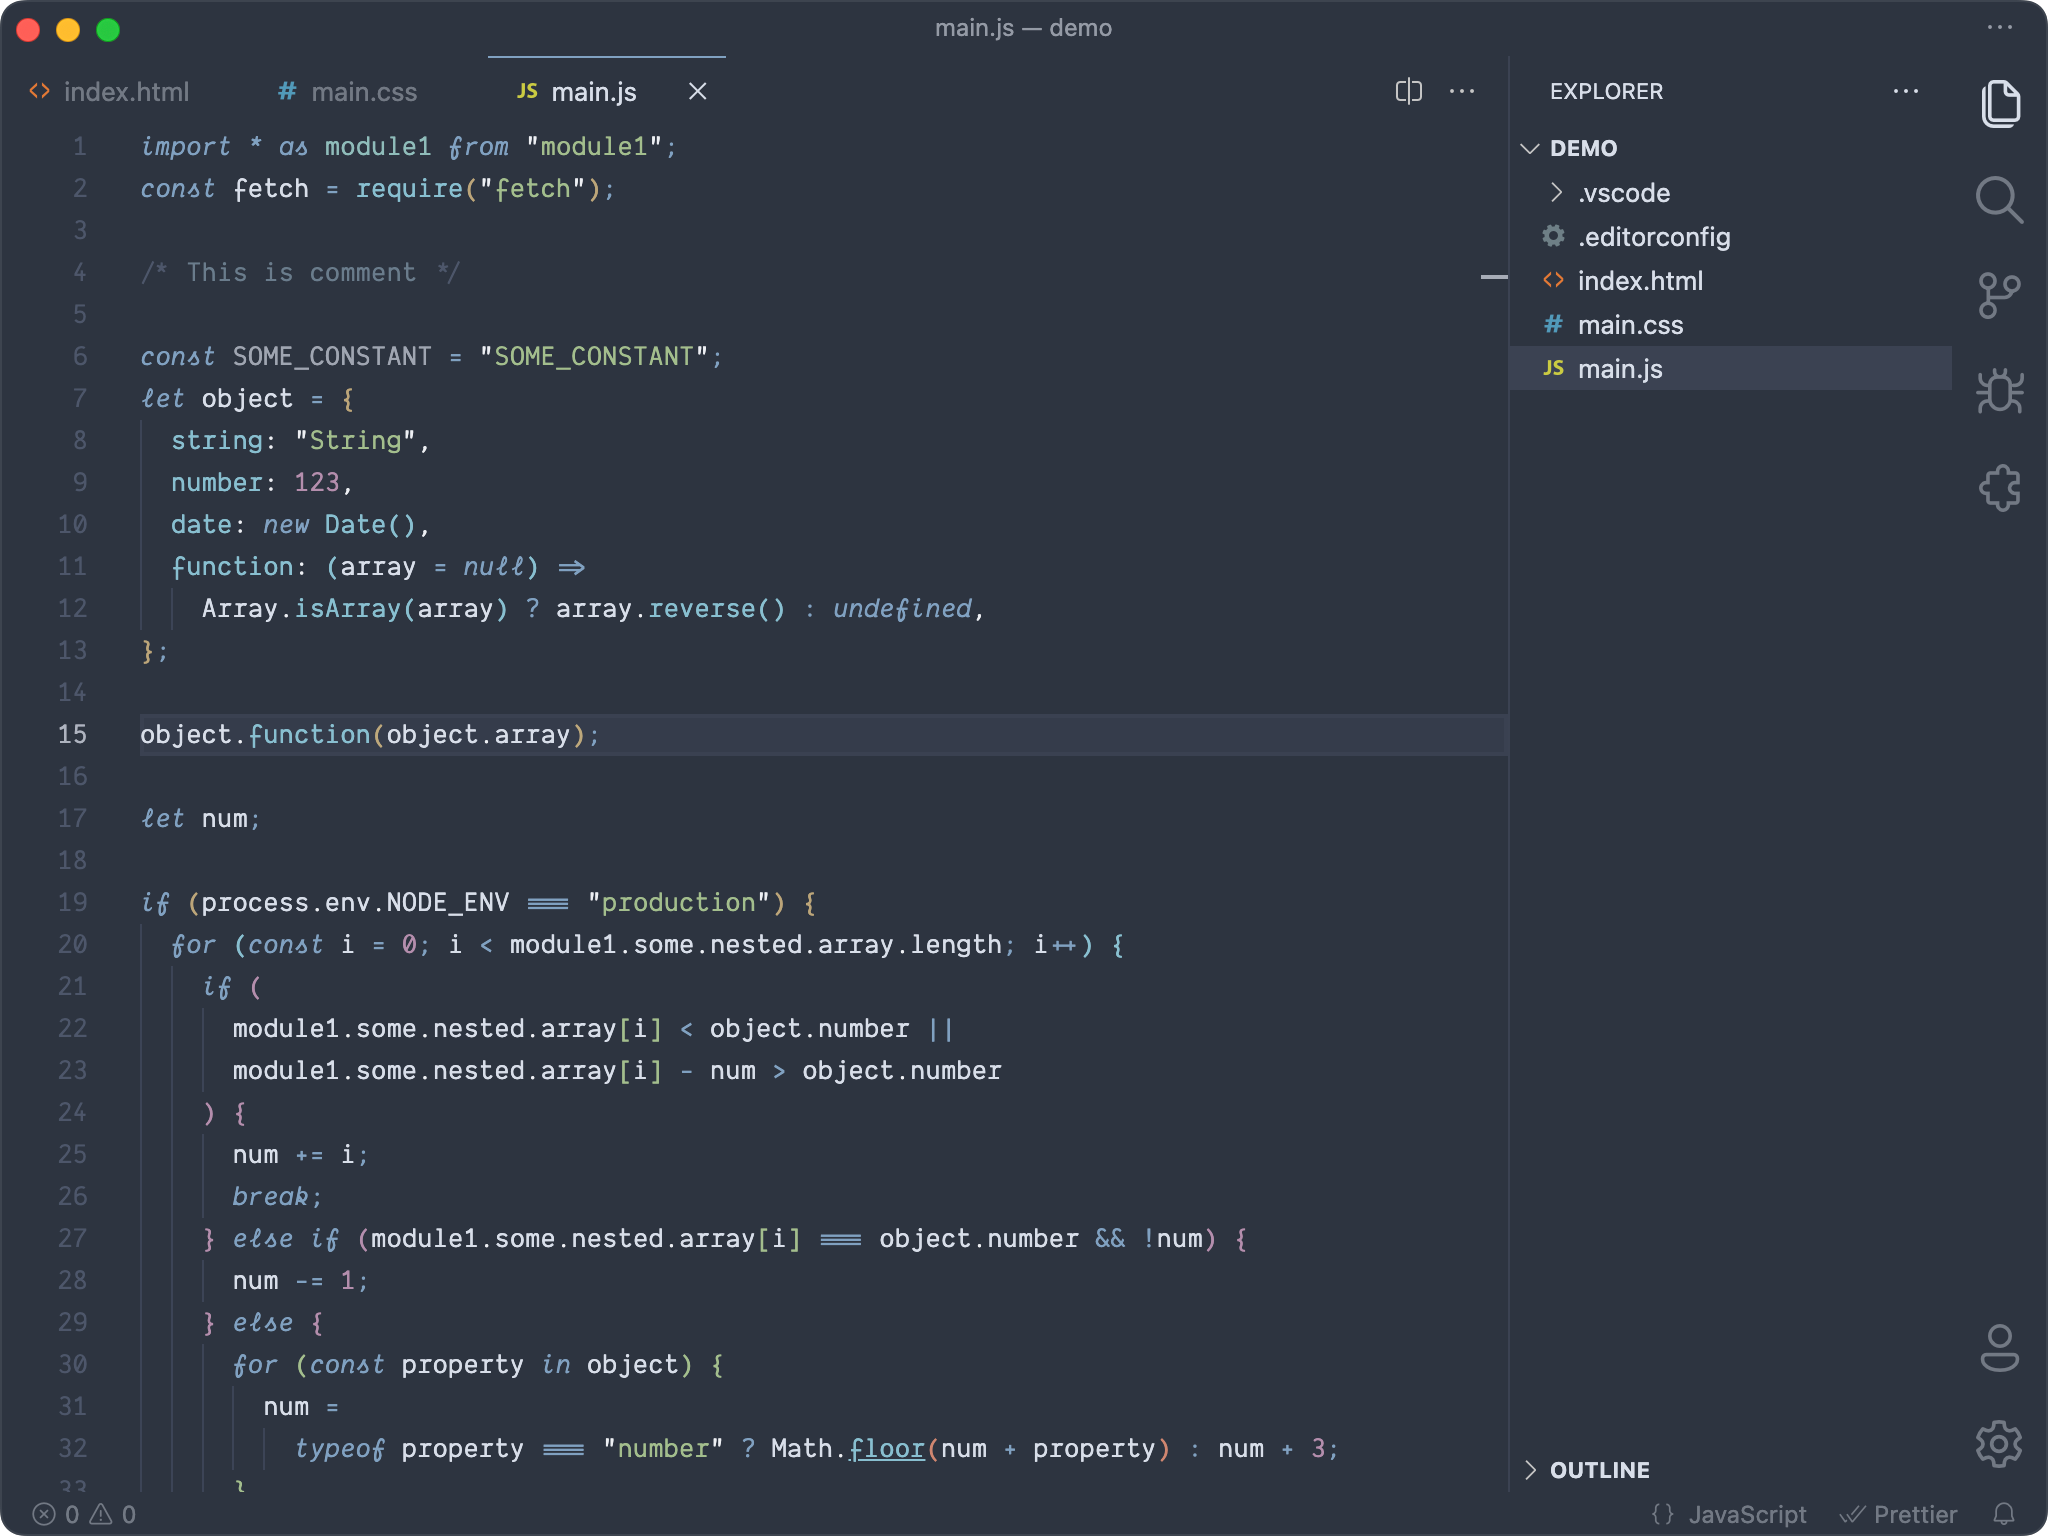 main.js — demo
index.html
main.css
JS main.js
1 import * as module1 from "module1";
2 const fetch = require("fetch");
3
4 /* This is comment */
5
6 const SOME_CONSTANT = "SOME_CONSTANT";
7 let object = {
8 string: "String",
9 number: 123,
10 date: new Date(),
11 function: (array = null) =>
12 Array.isArray(array) ? array.reverse() : undefined,
13 };
14
15 object.function(object.array);
16
17 let num;
18
19 if (process.env.NODE_ENV === "production") {
20 for (const i = 0; i < module1.some.nested.array.length; i++) {
21 if (
22 module1.some.nested.array[i] < object.number ||
23 module1.some.nested.array[i] - num > object.number
24 ) {
25 num += i;
26 break;
27 } else if (module1.some.nested.array[i] === object.number && !num) {
28 num -= 1;
29 } else {
30 for (const property in object) {
31 num =
32 typeof property === "number" ? Math.floor(num + property) : num + 3;
33 }
EXPLORER
DEMO
.vscode
.editorconfig
index.html
# main.css
JS main.js
OUTLINE
0 0
{} JavaScript
Prettier